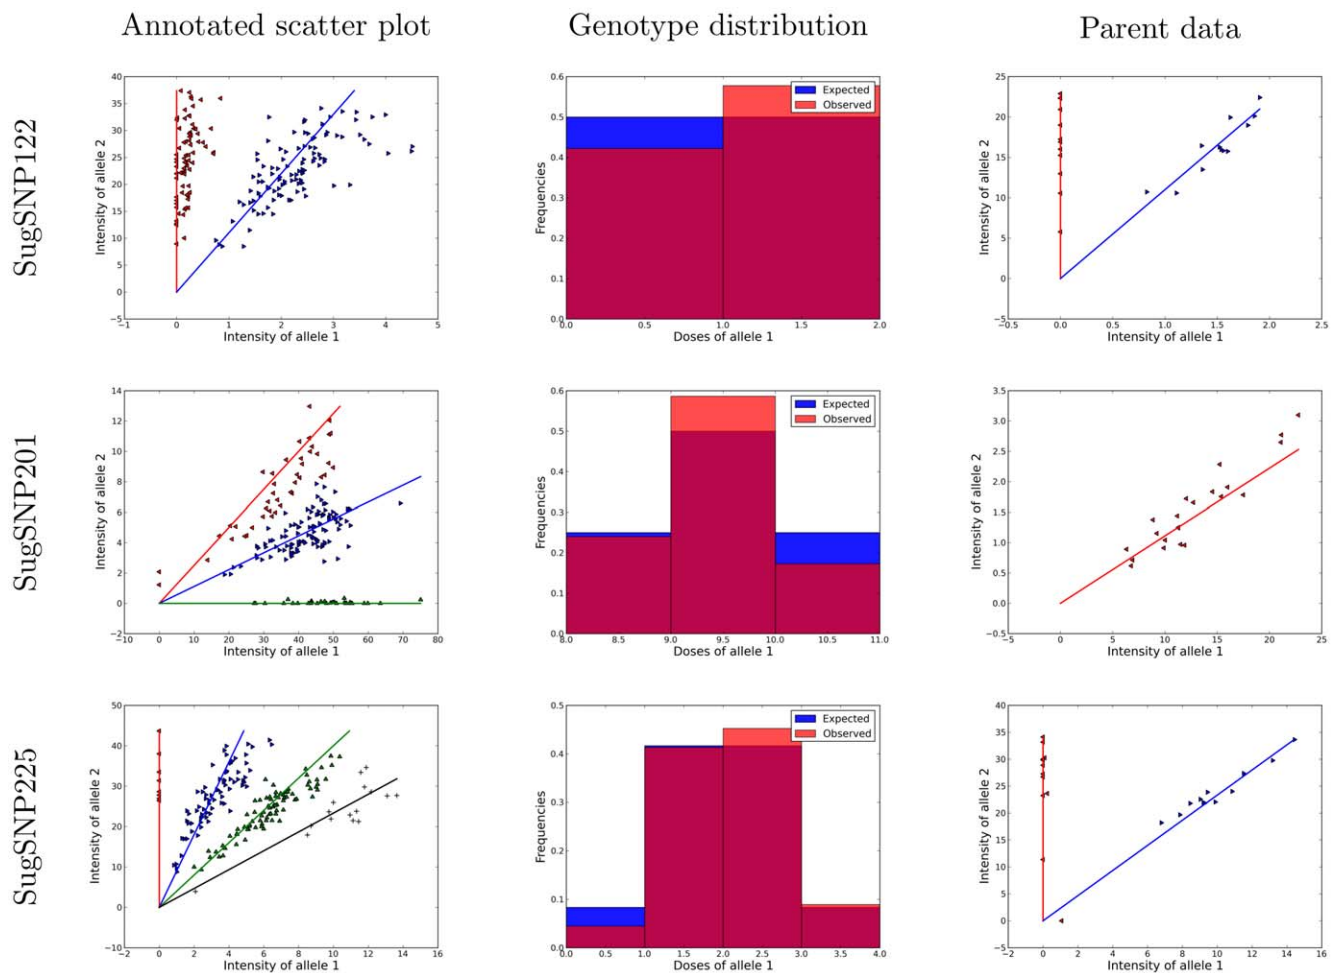 Annotated scatter plot Genotype distribution Parent data
SugSNP122
40
35
30
25
20
15
10
5
0
−5
Intensity of allele 2
−1 0 1 2 3 4 5
Intensity of allele 1
0.6
0.5
0.4
0.3
0.2
0.1
0.0
Frequencies
Expected
Observed
0.0 0.5 1.0 1.5 2.0
Doses of allele 1
25
20
15
10
5
0
−5
Intensity of allele 2
−0.5 0.0 0.5 1.0 1.5 2.0 2.5
Intensity of allele 1
SugSNP201
14
12
10
8
6
4
2
0
−2
Intensity of allele 2
−10 0 10 20 30 40 50 60 70 80
Intensity of allele 1
0.6
0.5
0.4
0.3
0.2
0.1
0.0
Frequencies
Expected
Observed
8.0 8.5 9.0 9.5 10.0 10.5 11.0
Doses of allele 1
3.5
3.0
2.5
2.0
1.5
1.0
0.5
0.0
−0.5
Intensity of allele 2
−5 0 5 10 15 20 25
Intensity of allele 1
SugSNP225
50
40
30
20
10
0
−10
Intensity of allele 2
−2 0 2 4 6 8 10 12 14 16
Intensity of allele 1
0.5
0.4
0.3
0.2
0.1
0.0
Frequencies
Expected
Observed
0.0 0.5 1.0 1.5 2.0 2.5 3.0 3.5 4.0
Doses of allele 1
40
35
30
25
20
15
10
5
0
−5
Intensity of allele 2
−2 0 2 4 6 8 10 12 14 16
Intensity of allele 1